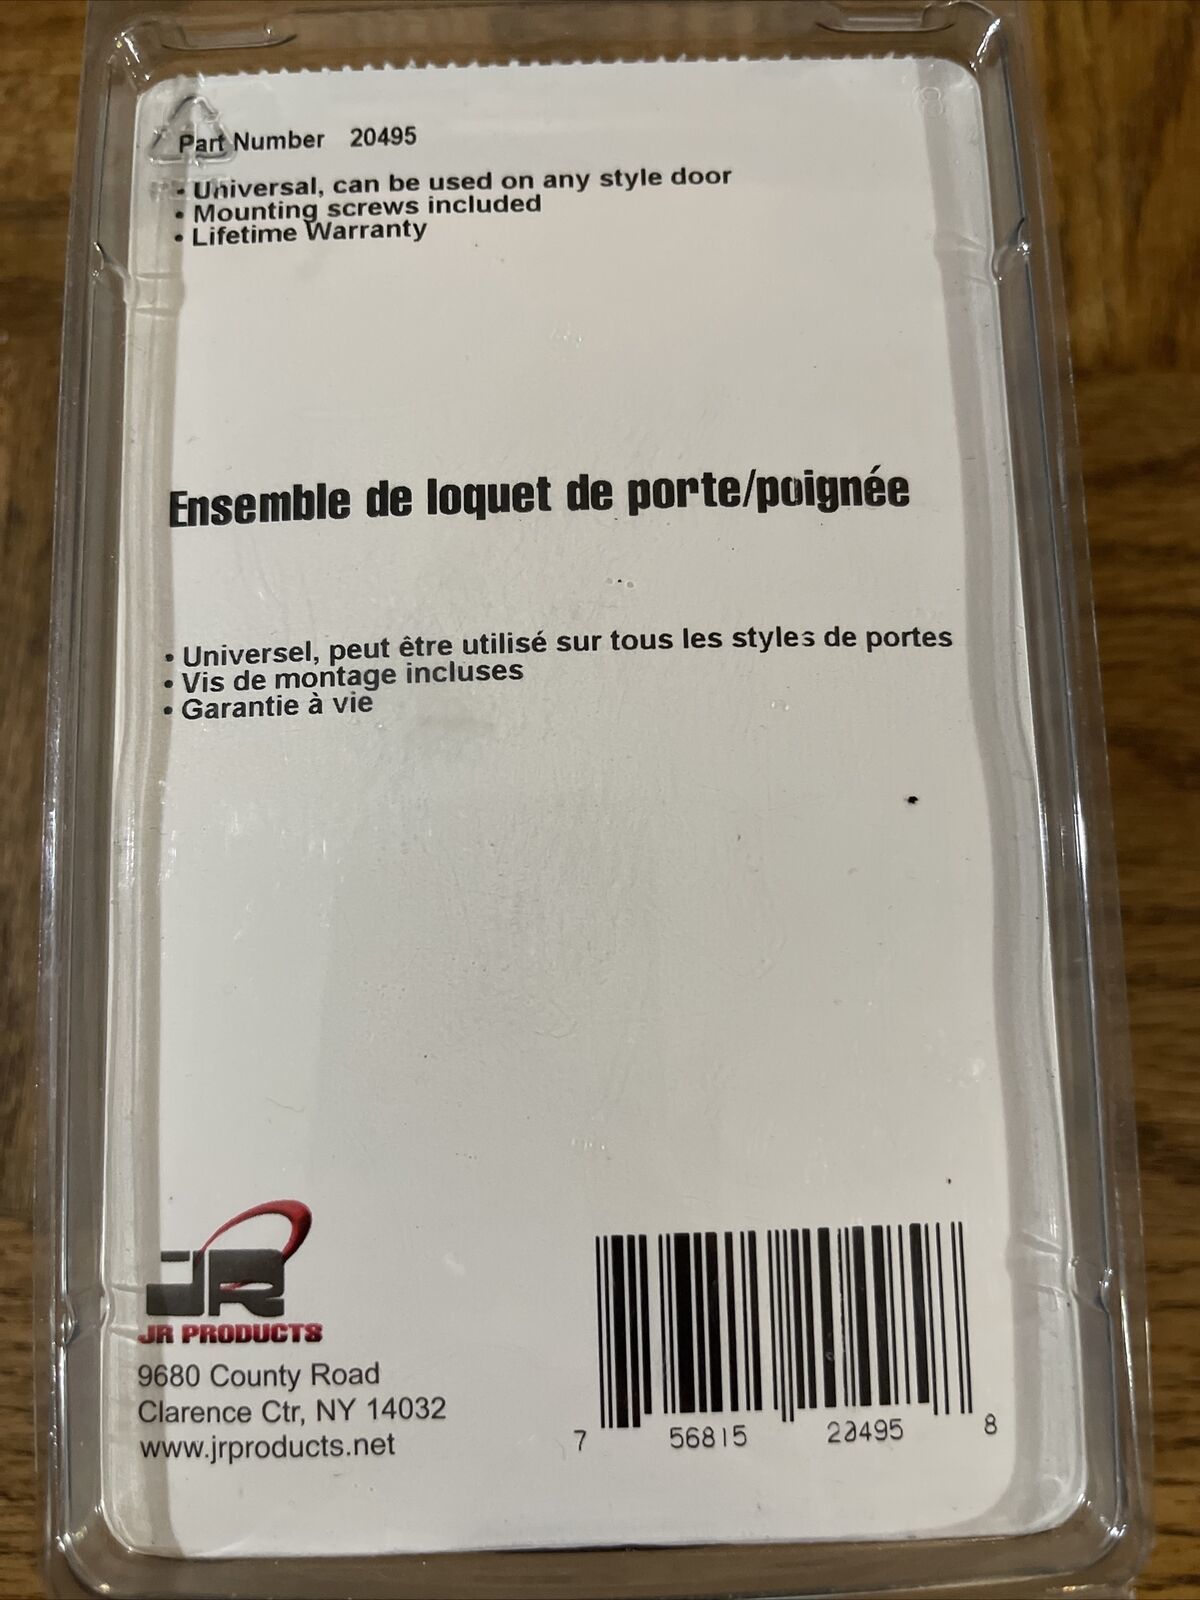 Part Number 20495
• Universal, can be used on any style door
• Mounting screws included
• Lifetime Warranty
Ensemble de loquet de porte/poignée
• Universel, peut être utilisé sur tous les styles de portes
• Vis de montage incluses
• Garantie à vie
JR
JR PRODUCTS
9680 County Road
Clarence Ctr, NY 14032
www.jrproducts.net
7 56815 20495 8